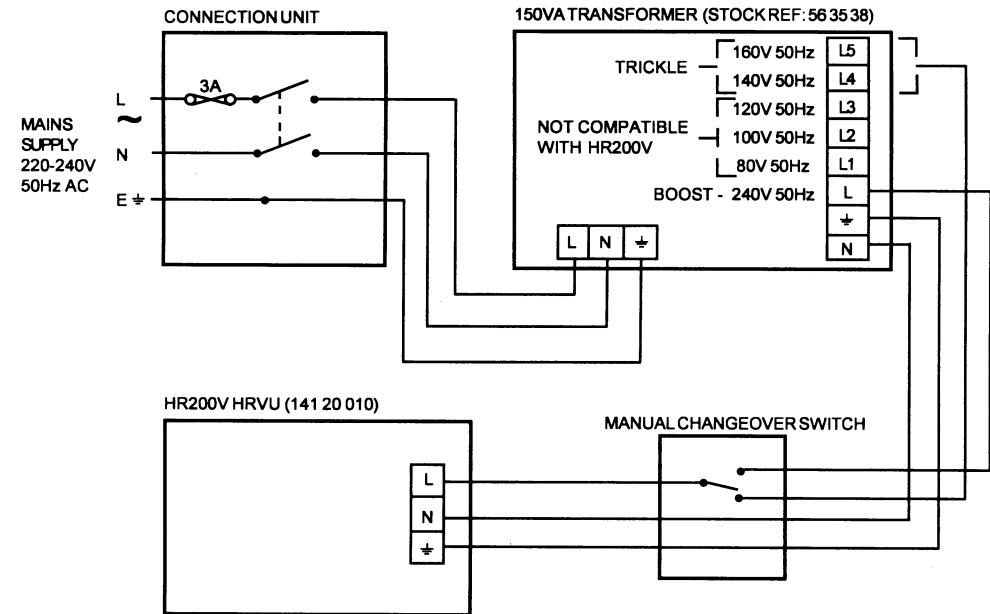 CONNECTION UNIT
150VA TRANSFORMER (STOCK REF: 56 35 38)
3A
L
~
MAINS
SUPPLY
220-240V
50Hz AC
N
E ⏚
TRICKLE
160V 50Hz L5
140V 50Hz L4
NOT COMPATIBLE
WITH HR200V
120V 50Hz L3
100V 50Hz L2
80V 50Hz L1
BOOST - 240V 50Hz L
⏚
N
L N ⏚
HR200V HRVU (141 20 010)
L
N
⏚
MANUAL CHANGEOVER SWITCH